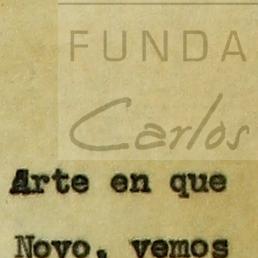 FUNDA
Carlos
Arte en que
Novo, vemos